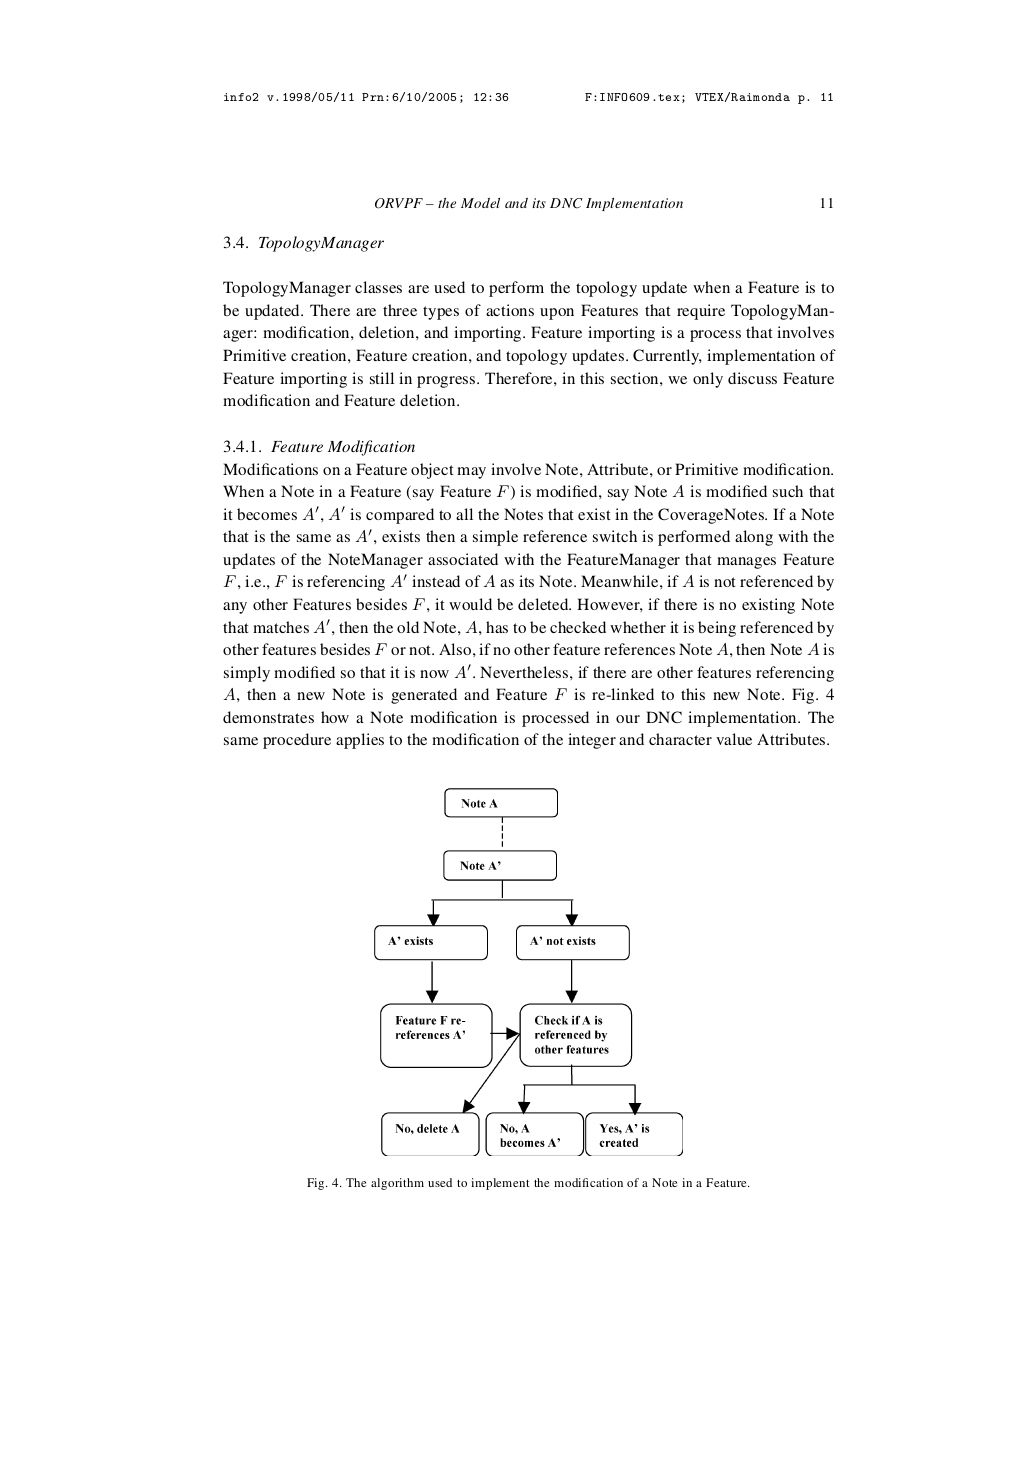 info2 v.1998/05/11 Prn:6/10/2005; 12:36 F:INFO609.tex; VTEX/Raimonda p. 11
ORVPF – the Model and its DNC Implementation 11
3.4. TopologyManager
TopologyManager classes are used to perform the topology update when a Feature is to
be updated. There are three types of actions upon Features that require TopologyMan-
ager: modification, deletion, and importing. Feature importing is a process that involves
Primitive creation, Feature creation, and topology updates. Currently, implementation of
Feature importing is still in progress. Therefore, in this section, we only discuss Feature
modification and Feature deletion.
3.4.1. Feature Modification
Modifications on a Feature object may involve Note, Attribute, or Primitive modification.
When a Note in a Feature (say Feature F) is modified, say Note A is modified such that
it becomes A′, A′ is compared to all the Notes that exist in the CoverageNotes. If a Note
that is the same as A′, exists then a simple reference switch is performed along with the
updates of the NoteManager associated with the FeatureManager that manages Feature
F, i.e., F is referencing A′ instead of A as its Note. Meanwhile, if A is not referenced by
any other Features besides F, it would be deleted. However, if there is no existing Note
that matches A′, then the old Note, A, has to be checked whether it is being referenced by
other features besides F or not. Also, if no other feature references Note A, then Note A is
simply modified so that it is now A′. Nevertheless, if there are other features referencing
A, then a new Note is generated and Feature F is re-linked to this new Note. Fig. 4
demonstrates how a Note modification is processed in our DNC implementation. The
same procedure applies to the modification of the integer and character value Attributes.
Note A
Note A’
A’ exists
A’ not exists
Feature F re-
references A’
Check if A is
referenced by
other features
No, delete A
No, A
becomes A’
Yes, A’ is
created
Fig. 4. The algorithm used to implement the modification of a Note in a Feature.